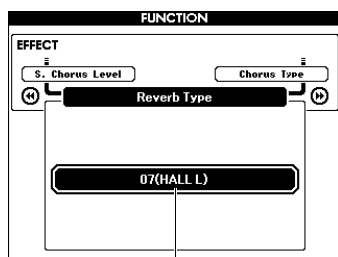 FUNCTION
EFFECT
S. Chorus Level
Chorus Type
Reverb Type
07(HALL L)